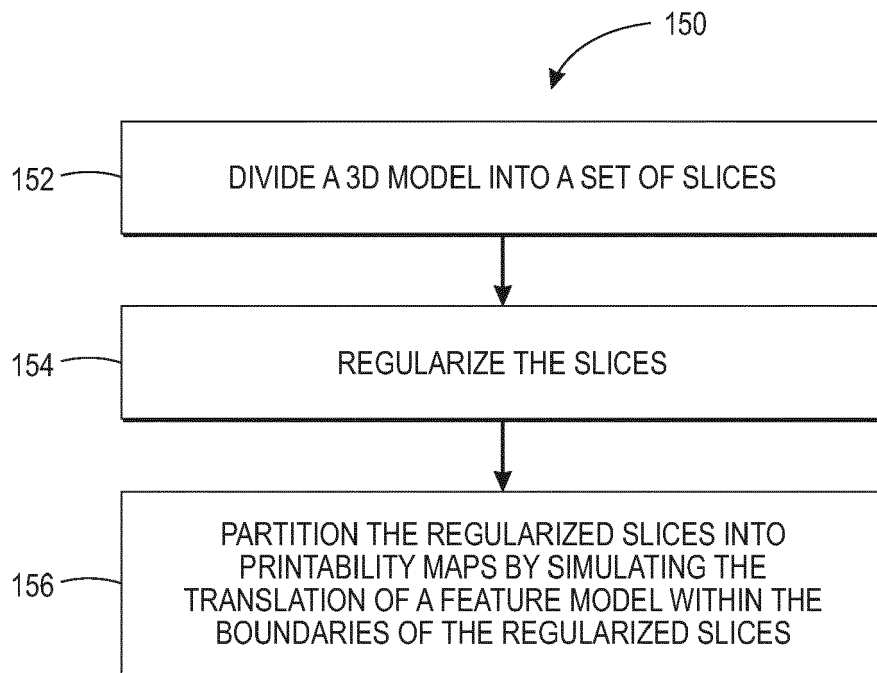 150
152
DIVIDE A 3D MODEL INTO A SET OF SLICES
154
REGULARIZE THE SLICES
156
PARTITION THE REGULARIZED SLICES INTO
PRINTABILITY MAPS BY SIMULATING THE
TRANSLATION OF A FEATURE MODEL WITHIN THE
BOUNDARIES OF THE REGULARIZED SLICES